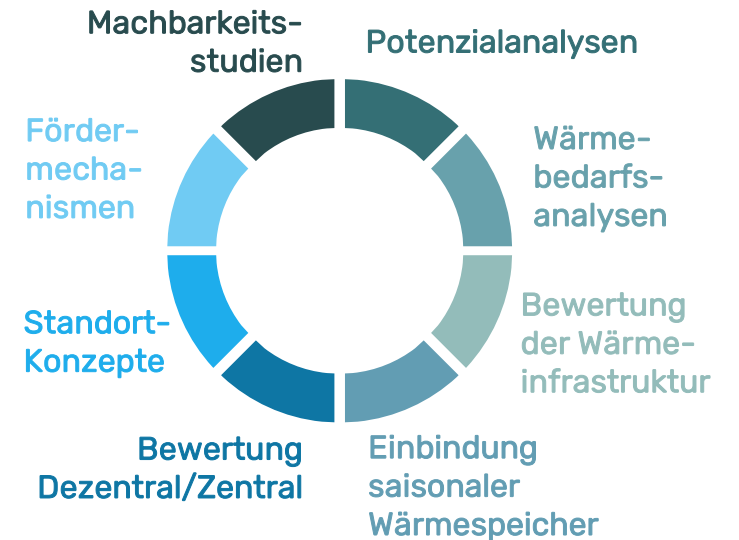 Machbarkeits-
studien
Potenzialanalysen
Wärme-
bedarfs-
analysen
Bewertung
der Wärme-
infrastruktur
Einbindung
saisonaler
Wärmespeicher
Bewertung
Dezentral/Zentral
Standort-
Konzepte
Förder-
mecha-
nismen